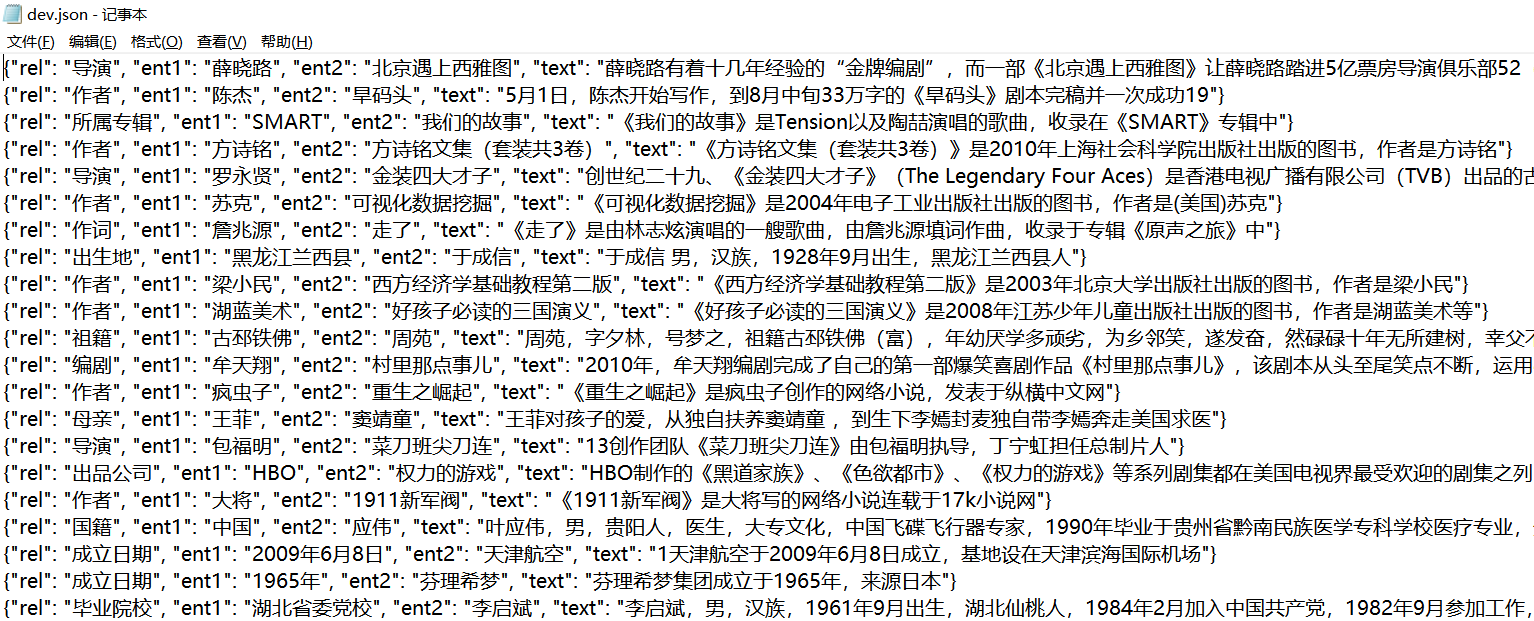 dev.json - 记事本
文件(F) 编辑(E) 格式(O) 查看(V) 帮助(H)
{"rel": "导演", "ent1": "薛晓路", "ent2": "北京遇上西雅图", "text": "薛晓路有着十几年经验的“金牌编剧”，而一部《北京遇上西雅图》让薛晓路踏进5亿票房导演俱乐部52
{"rel": "作者", "ent1": "陈杰", "ent2": "旱码头", "text": "5月1日，陈杰开始写作，到8月中旬33万字的《旱码头》剧本完稿并一次成功19"}
{"rel": "所属专辑", "ent1": "SMART", "ent2": "我们的故事", "text": "《我们的故事》是Tension以及陶喆演唱的歌曲，收录在《SMART》专辑中"}
{"rel": "作者", "ent1": "方诗铭", "ent2": "方诗铭文集（套装共3卷）", "text": "《方诗铭文集（套装共3卷）》是2010年上海社会科学院出版社出版的图书，作者是方诗铭"}
{"rel": "导演", "ent1": "罗永贤", "ent2": "金装四大才子", "text": "创世纪二十九、《金装四大才子》（The Legendary Four Aces）是香港电视广播有限公司（TVB）出品的古
{"rel": "作者", "ent1": "苏克", "ent2": "可视化数据挖掘", "text": "《可视化数据挖掘》是2004年电子工业出版社出版的图书，作者是(美国)苏克"}
{"rel": "作词", "ent1": "詹兆源", "ent2": "走了", "text": "《走了》是由林志炫演唱的一艘歌曲，由詹兆源填词作曲，收录于专辑《原声之旅》中"}
{"rel": "出生地", "ent1": "黑龙江兰西县", "ent2": "于成信", "text": "于成信 男，汉族，1928年9月出生，黑龙江兰西县人"}
{"rel": "作者", "ent1": "梁小民", "ent2": "西方经济学基础教程第二版", "text": "《西方经济学基础教程第二版》是2003年北京大学出版社出版的图书，作者是梁小民"}
{"rel": "作者", "ent1": "湖蓝美术", "ent2": "好孩子必读的三国演义", "text": "《好孩子必读的三国演义》是2008年江苏少年儿童出版社出版的图书，作者是湖蓝美术等"}
{"rel": "祖籍", "ent1": "古邳铁佛", "ent2": "周苑", "text": "周苑，字夕林，号梦之，祖籍古邳铁佛（富），年幼厌学多顽劣，为乡邻笑，遂发奋，然碌碌十年无所建树，幸父不
{"rel": "编剧", "ent1": "牟天翔", "ent2": "村里那点事儿", "text": "2010年，牟天翔编剧完成了自己的第一部爆笑喜剧作品《村里那点事儿》，该剧本从头至尾笑点不断，运用
{"rel": "作者", "ent1": "疯虫子", "ent2": "重生之崛起", "text": "《重生之崛起》是疯虫子创作的网络小说，发表于纵横中文网"}
{"rel": "母亲", "ent1": "王菲", "ent2": "窦靖童", "text": "王菲对孩子的爱，从独自扶养窦靖童 ，到生下李嫣封麦独自带李嫣奔走美国求医"}
{"rel": "导演", "ent1": "包福明", "ent2": "菜刀班尖刀连", "text": "13创作团队《菜刀班尖刀连》由包福明执导，丁宁虹担任总制片人"}
{"rel": "出品公司", "ent1": "HBO", "ent2": "权力的游戏", "text": "HBO制作的《黑道家族》、《色欲都市》、《权力的游戏》等系列剧集都在美国电视界最受欢迎的剧集之列
{"rel": "作者", "ent1": "大将", "ent2": "1911新军阀", "text": "《1911新军阀》是大将写的网络小说连载于17k小说网"}
{"rel": "国籍", "ent1": "中国", "ent2": "应伟", "text": "叶应伟，男，贵阳人，医生，大专文化，中国飞碟飞行器专家，1990年毕业于贵州省黔南民族医学专科学校医疗专业，
{"rel": "成立日期", "ent1": "2009年6月8日", "ent2": "天津航空", "text": "1天津航空于2009年6月8日成立，基地设在天津滨海国际机场"}
{"rel": "成立日期", "ent1": "1965年", "ent2": "芬理希梦", "text": "芬理希梦集团成立于1965年，来源日本"}
{"rel": "毕业院校", "ent1": "湖北省委党校", "ent2": "李启斌", "text": "李启斌，男，汉族，1961年9月出生，湖北仙桃人，1984年2月加入中国共产党，1982年9月参加工作，